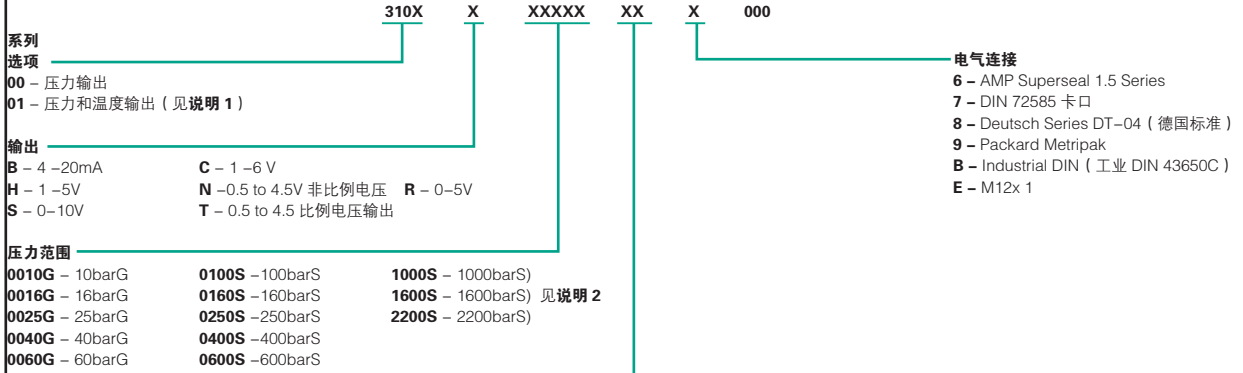 310X X XXXXX XX X 000
系列
选项
00 – 压力输出
01 – 压力和温度输出（见说明 1）
输出
B – 4 –20mA C – 1 –6 V
H – 1 –5V N –0.5 to 4.5V 非比例电压 R – 0–5V
S – 0–10V T – 0.5 to 4.5 比例电压输出
压力范围
0010G – 10barG 0100S –100barS 1000S – 1000barS)
0016G – 16barG 0160S –160barS 1600S – 1600barS) 见说明 2
0025G – 25barG 0250S –250barS 2200S – 2200barS)
0040G – 40barG 0400S –400barS
0060G – 60barG 0600S –600barS
电气连接
6 – AMP Superseal 1.5 Series
7 – DIN 72585 卡口
8 – Deutsch Series DT–04（德国标准）
9 – Packard Metripak
B – Industrial DIN（工业 DIN 43650C）
E – M12x 1